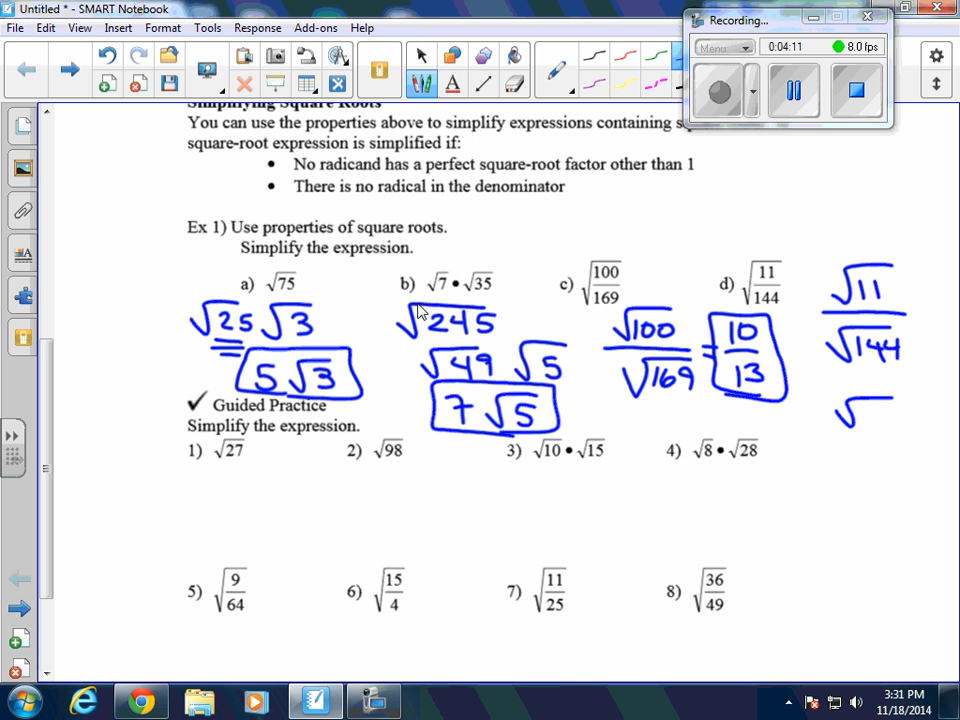 Untitled * - SMART Notebook
Recording...
File Edit View Insert Format Tools Response Add-ons Help
Menu 0:04:11 8.0 fps
Simplifying Square Roots
You can use the properties above to simplify expressions containing s
square-root expression is simplified if:
• No radicand has a perfect square-root factor other than 1
• There is no radical in the denominator
Ex 1) Use properties of square roots.
Simplify the expression.
a) √75 b) √7 • √35 c) √100/169 d) √11/144
√25 √3
5√3
√245
√49 √5
7√5
√100/√169 = 10/13
√11/√144
√
✓ Guided Practice
Simplify the expression.
1) √27 2) √98 3) √10 • √15 4) √8 • √28
5) √9/64 6) √15/4 7) √11/25 8) √36/49
3:31 PM
11/18/2014